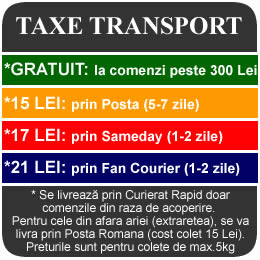 TAXE TRANSPORT
*GRATUIT: la comenzi peste 300 Lei
*15 LEI: prin Posta (5-7 zile)
*17 LEI: prin Sameday (1-2 zile)
*21 LEI: prin Fan Courier (1-2 zile)
* Se livrează prin Curierat Rapid doar
comenzile din raza de acoperire.
Pentru cele din afara ariei (extraretea), se va
livra prin Posta Romana (cost colet 15 Lei).
Preturile sunt pentru colete de max.5kg